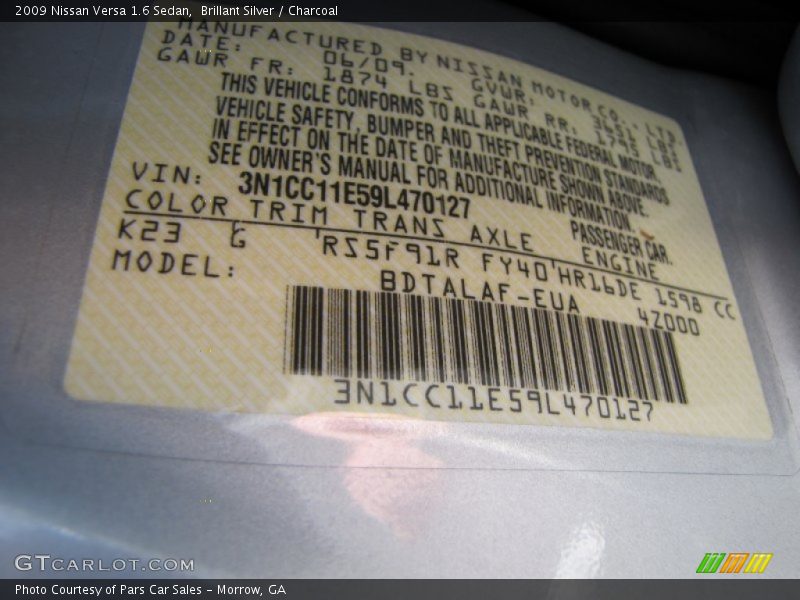 2009 Nissan Versa 1.6 Sedan,  Brillant Silver / Charcoal
MANUFACTURED BY NISSAN MOTOR CO., LTD
DATE: 06/09. GVWR: 3651 LBS
GAWR FR: 1874 LBS GAWR RR: 1795 LBS
THIS VEHICLE CONFORMS TO ALL APPLICABLE FEDERAL MOTOR
VEHICLE SAFETY, BUMPER AND THEFT PREVENTION STANDARDS
IN EFFECT ON THE DATE OF MANUFACTURE SHOWN ABOVE.
SEE OWNER'S MANUAL FOR ADDITIONAL INFORMATION.
VIN: 3N1CC11E59L470127 PASSENGER CAR.
COLOR TRIM TRANS AXLE ENGINE
K23 G RS5F91R FY40 HR16DE 1598 CC
MODEL: BDTALAF-EUA 4Z000
3N1CC11E59L470127
GTCARLOT.COM
Photo Courtesy of Pars Car Sales - Morrow, GA